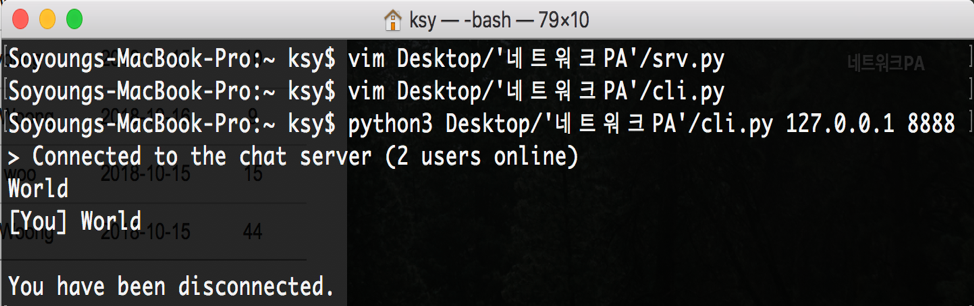 ksy — -bash — 79×10
Soyoungs-MacBook-Pro:~ ksy$ vim Desktop/'네트워크PA'/srv.py
Soyoungs-MacBook-Pro:~ ksy$ vim Desktop/'네트워크PA'/cli.py
Soyoungs-MacBook-Pro:~ ksy$ python3 Desktop/'네트워크PA'/cli.py 127.0.0.1 8888
> Connected to the chat server (2 users online)
World
[You] World
You have been disconnected.
네트워크PA
woo 2018-10-15 15
Woong 2018-10-15 44